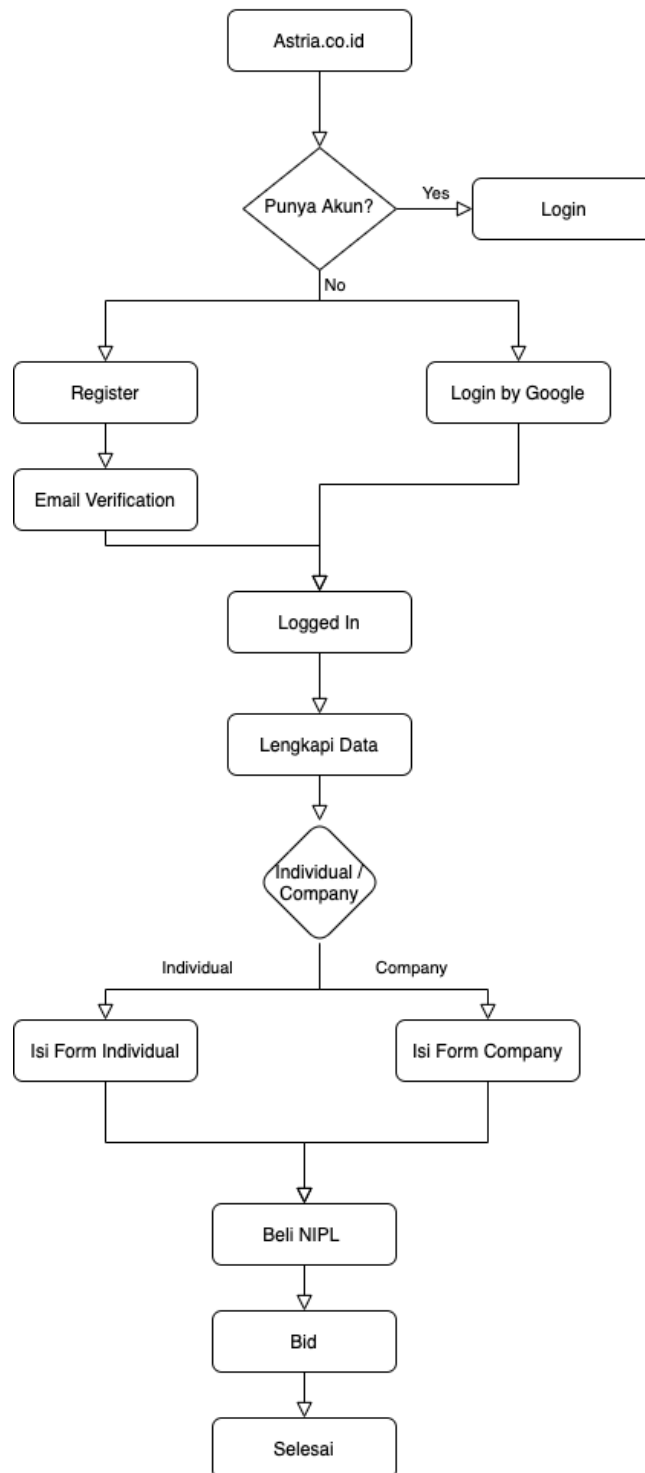 Astria.co.id
Punya Akun?
Yes
Login
No
Register
Login by Google
Email Verification
Logged In
Lengkapi Data
Individual /
Company
Individual
Company
Isi Form Individual
Isi Form Company
Beli NIPL
Bid
Selesai